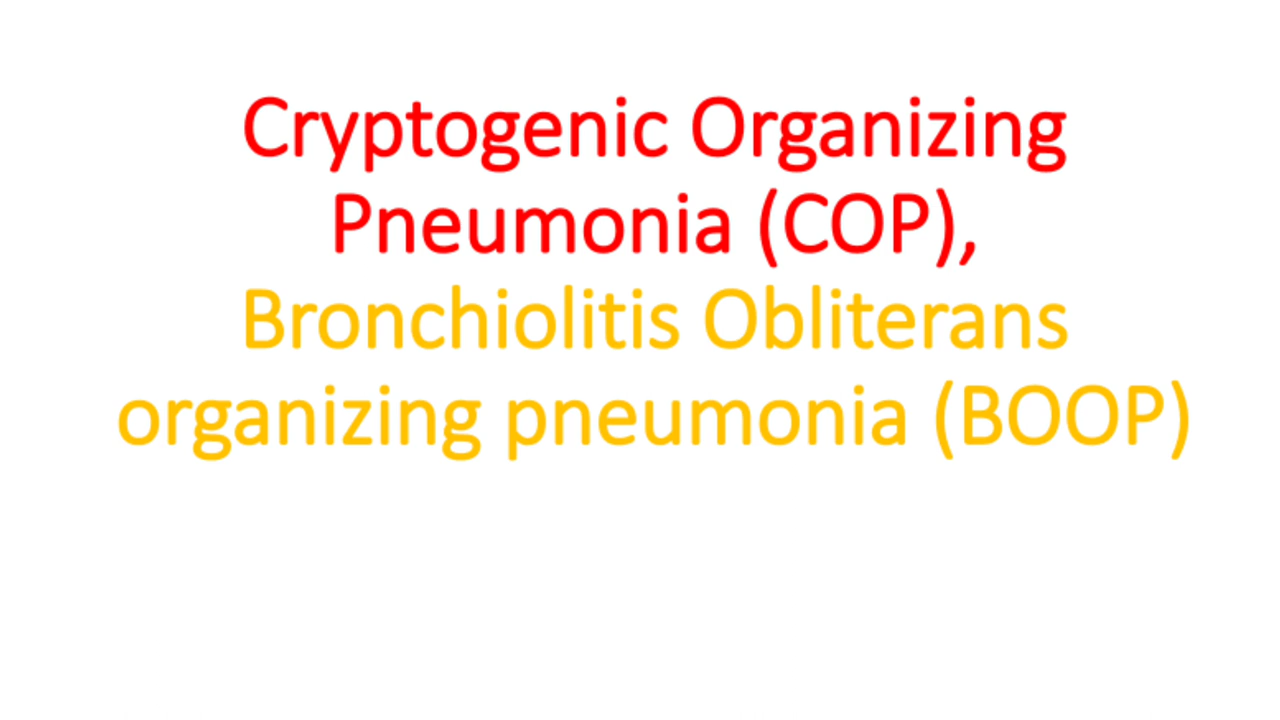 Cryptogenic Organizing
Pneumonia (COP),
Bronchiolitis Obliterans
organizing pneumonia (BOOP)